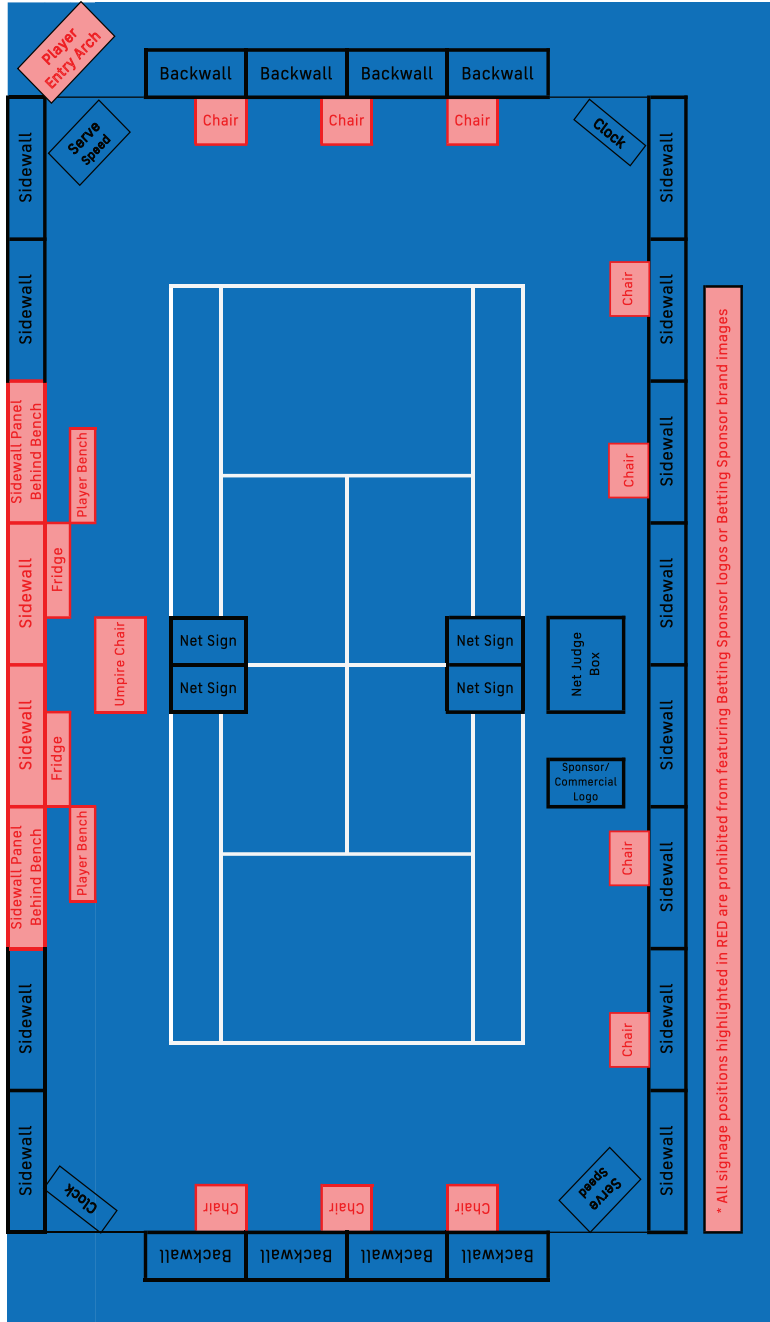 Player
Entry Arch
Backwall
Backwall
Backwall
Backwall
Chair
Chair
Chair
Serve
Speed
Clock
Sidewall
Sidewall
Sidewall Panel
Behind Bench
Sidewall
Sidewall
Sidewall Panel
Behind Bench
Sidewall
Sidewall
Player Bench
Fridge
Fridge
Player Bench
Umpire Chair
Net Sign
Net Sign
Net Sign
Net Sign
Net Judge
Box
Sponsor/
Commercial
Logo
Chair
Chair
Chair
Chair
Sidewall
Sidewall
Sidewall
Sidewall
Sidewall
Sidewall
Sidewall
Sidewall
* All signage positions highlighted in RED are prohibited from featuring Betting Sponsor logos or Betting Sponsor brand images
Clock
Chair
Chair
Chair
Serve
Speed
Backwall
Backwall
Backwall
Backwall